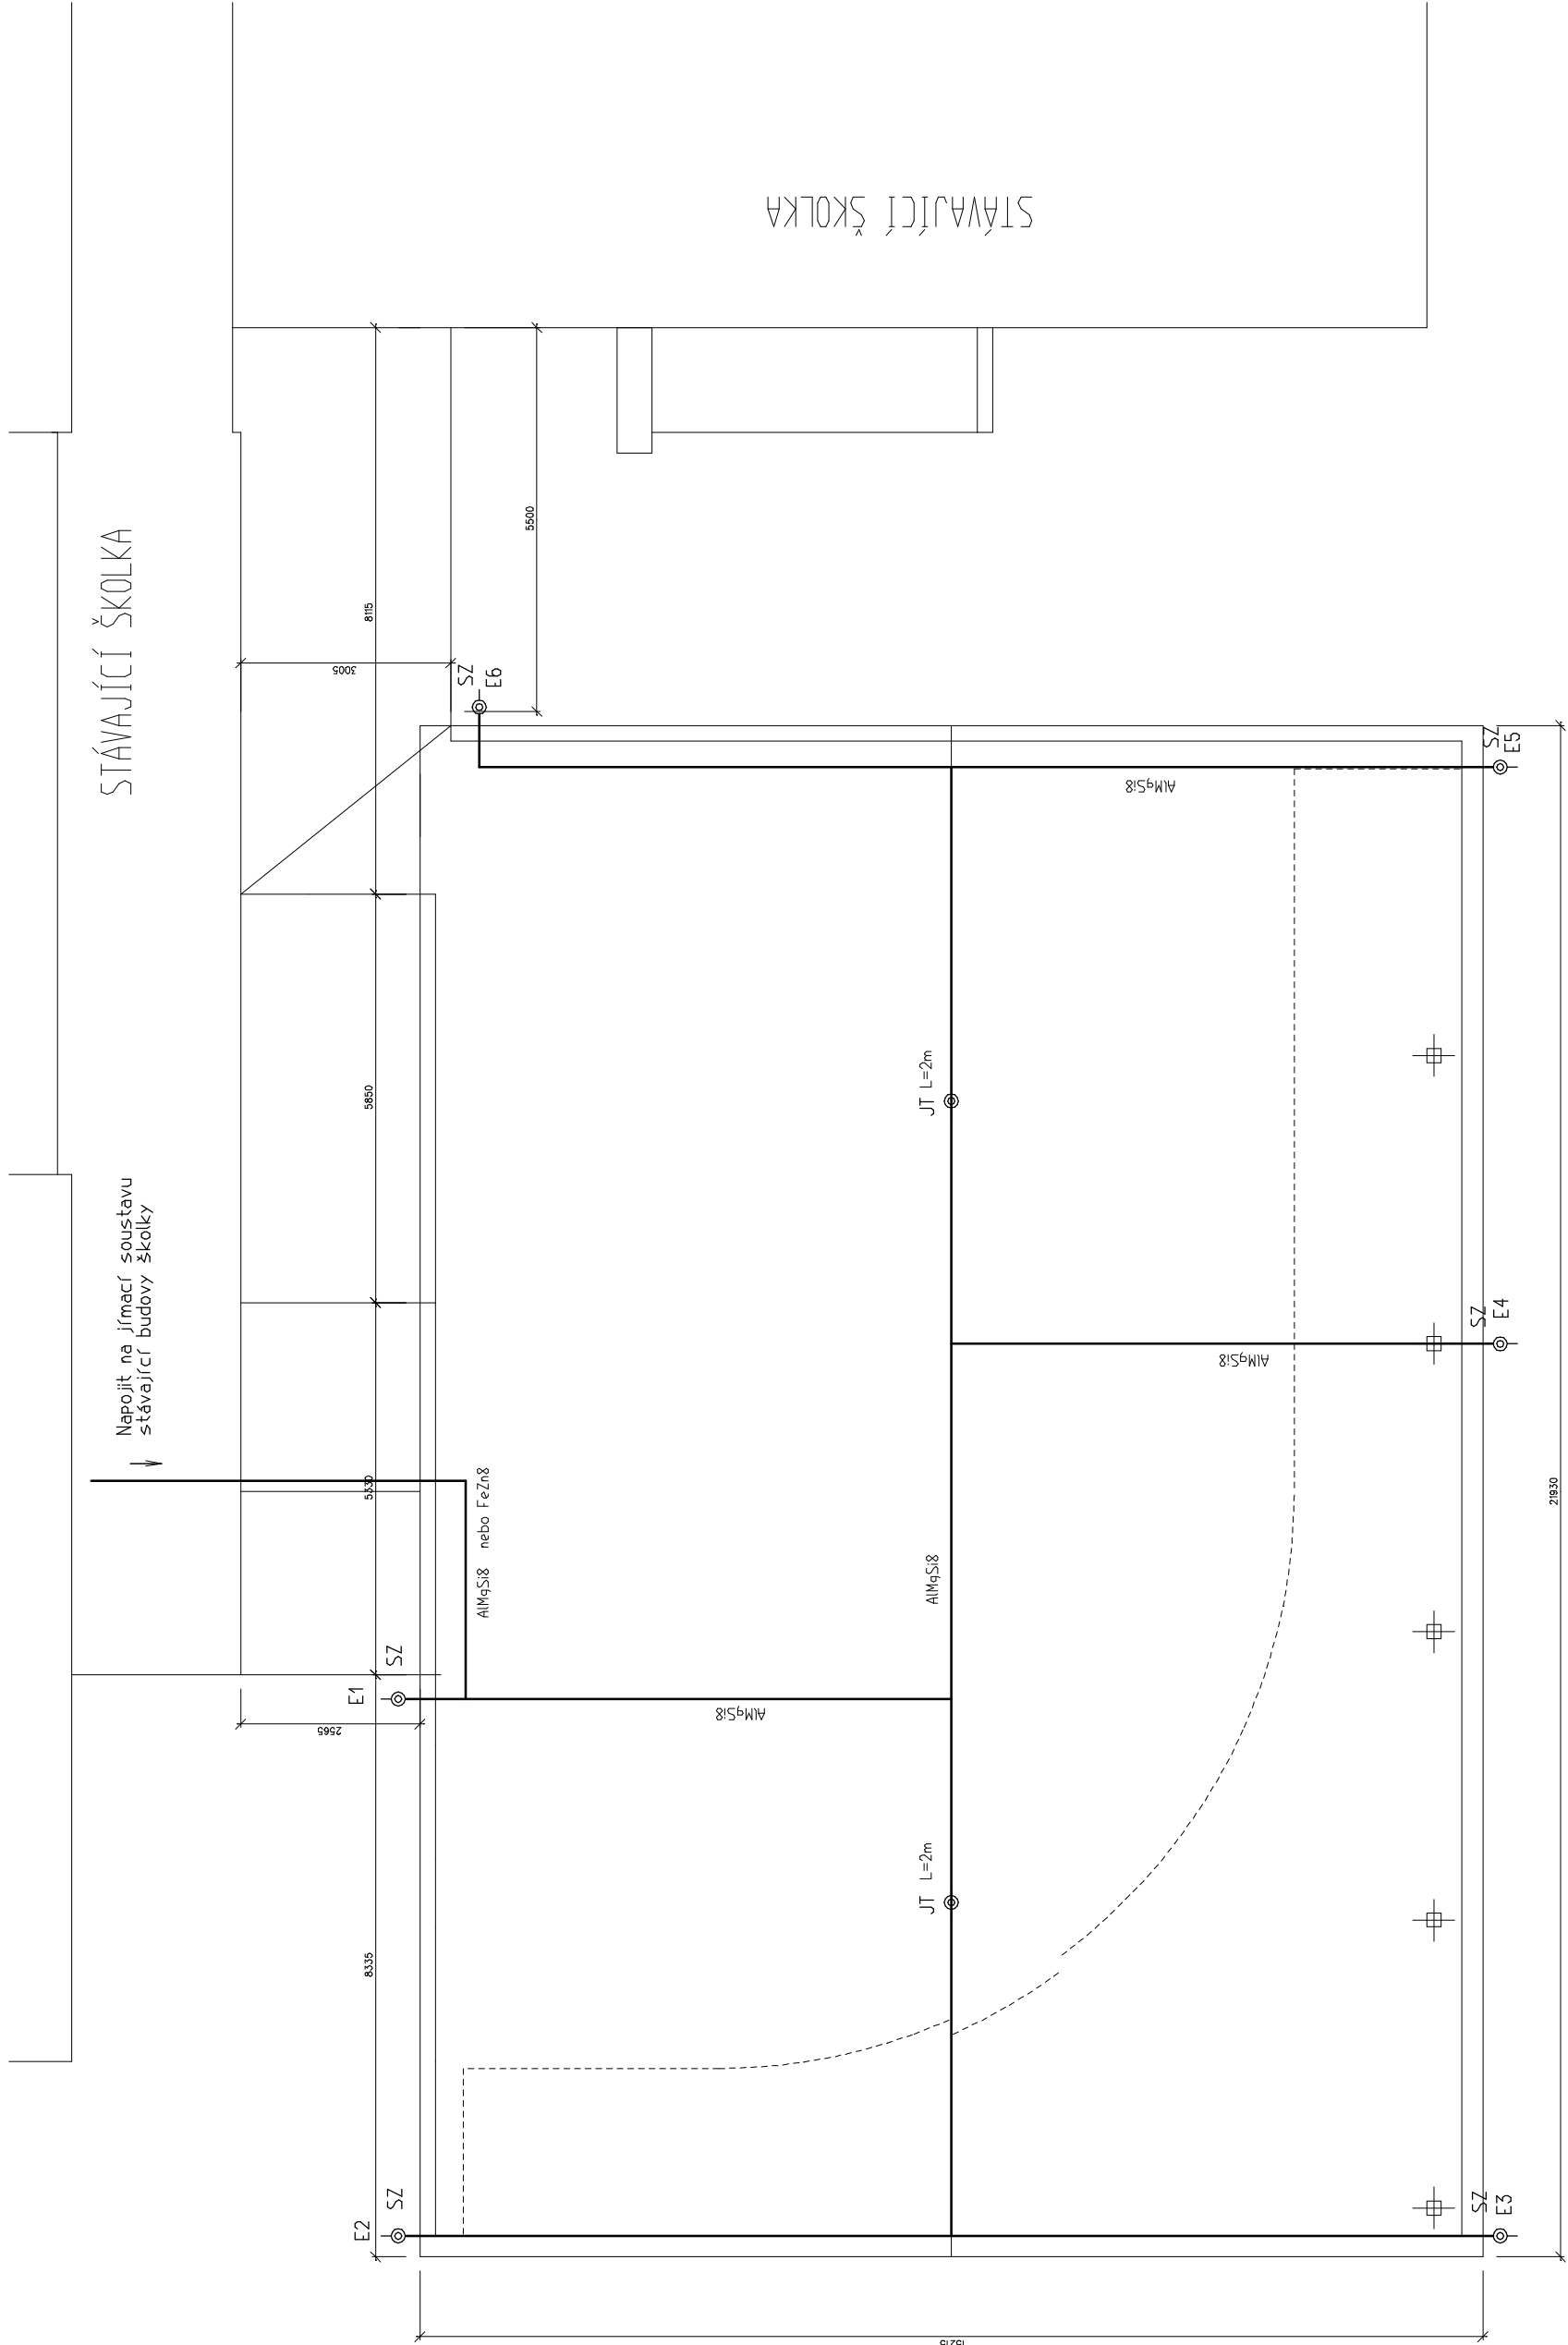 STÁVAJÍCÍ ŠKOLKA
STÁVAJÍCÍ ŠKOLKA
8115
5500
3005
SZ
E6
SZ
E5
AlMgSi8
5850
JT L=2m
Napojit na jímací soustavu
stávající budovy školky
SZ
E4
AlMgSi8
5330
AlMgSi8 nebo FeZn8
AlMgSi8
21930
SZ
E1
2565
AlMgSi8
JT L=2m
8335
E2
SZ
SZ
E3
15215